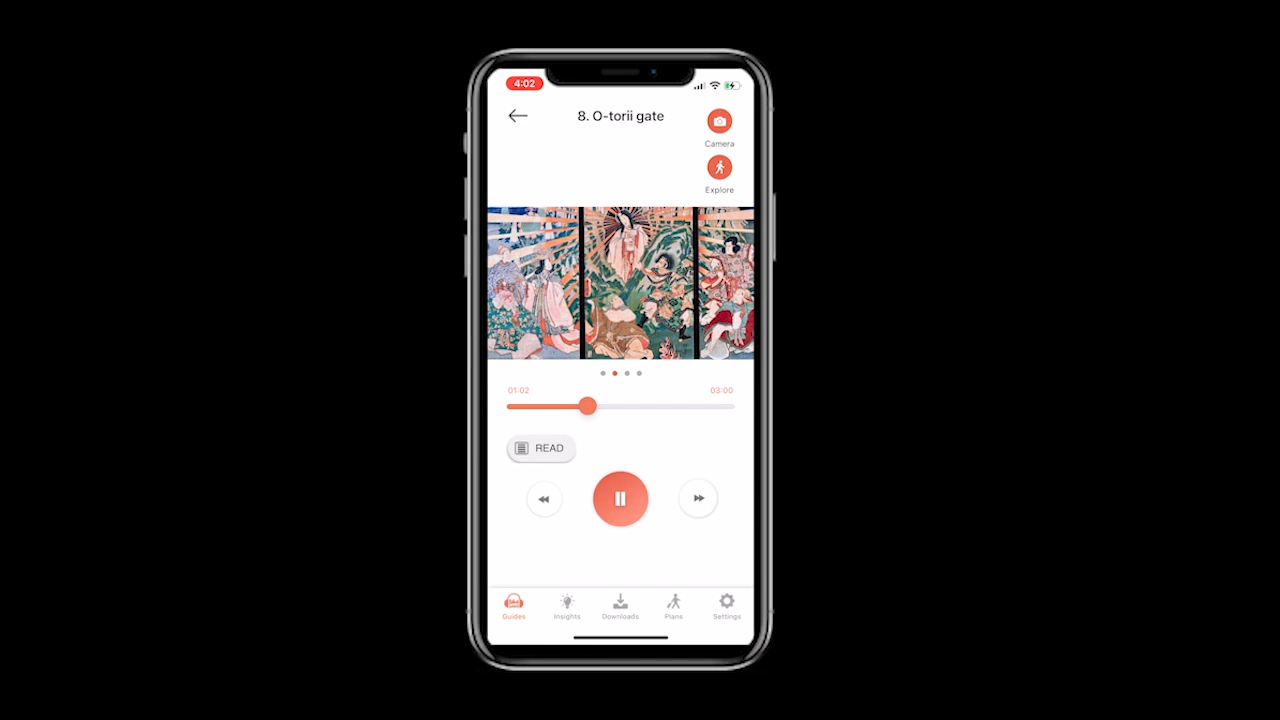 4:02
8. O-torii gate
Camera
Explore
01:02
03:00
READ
Guides
Insights
Downloads
Plans
Settings